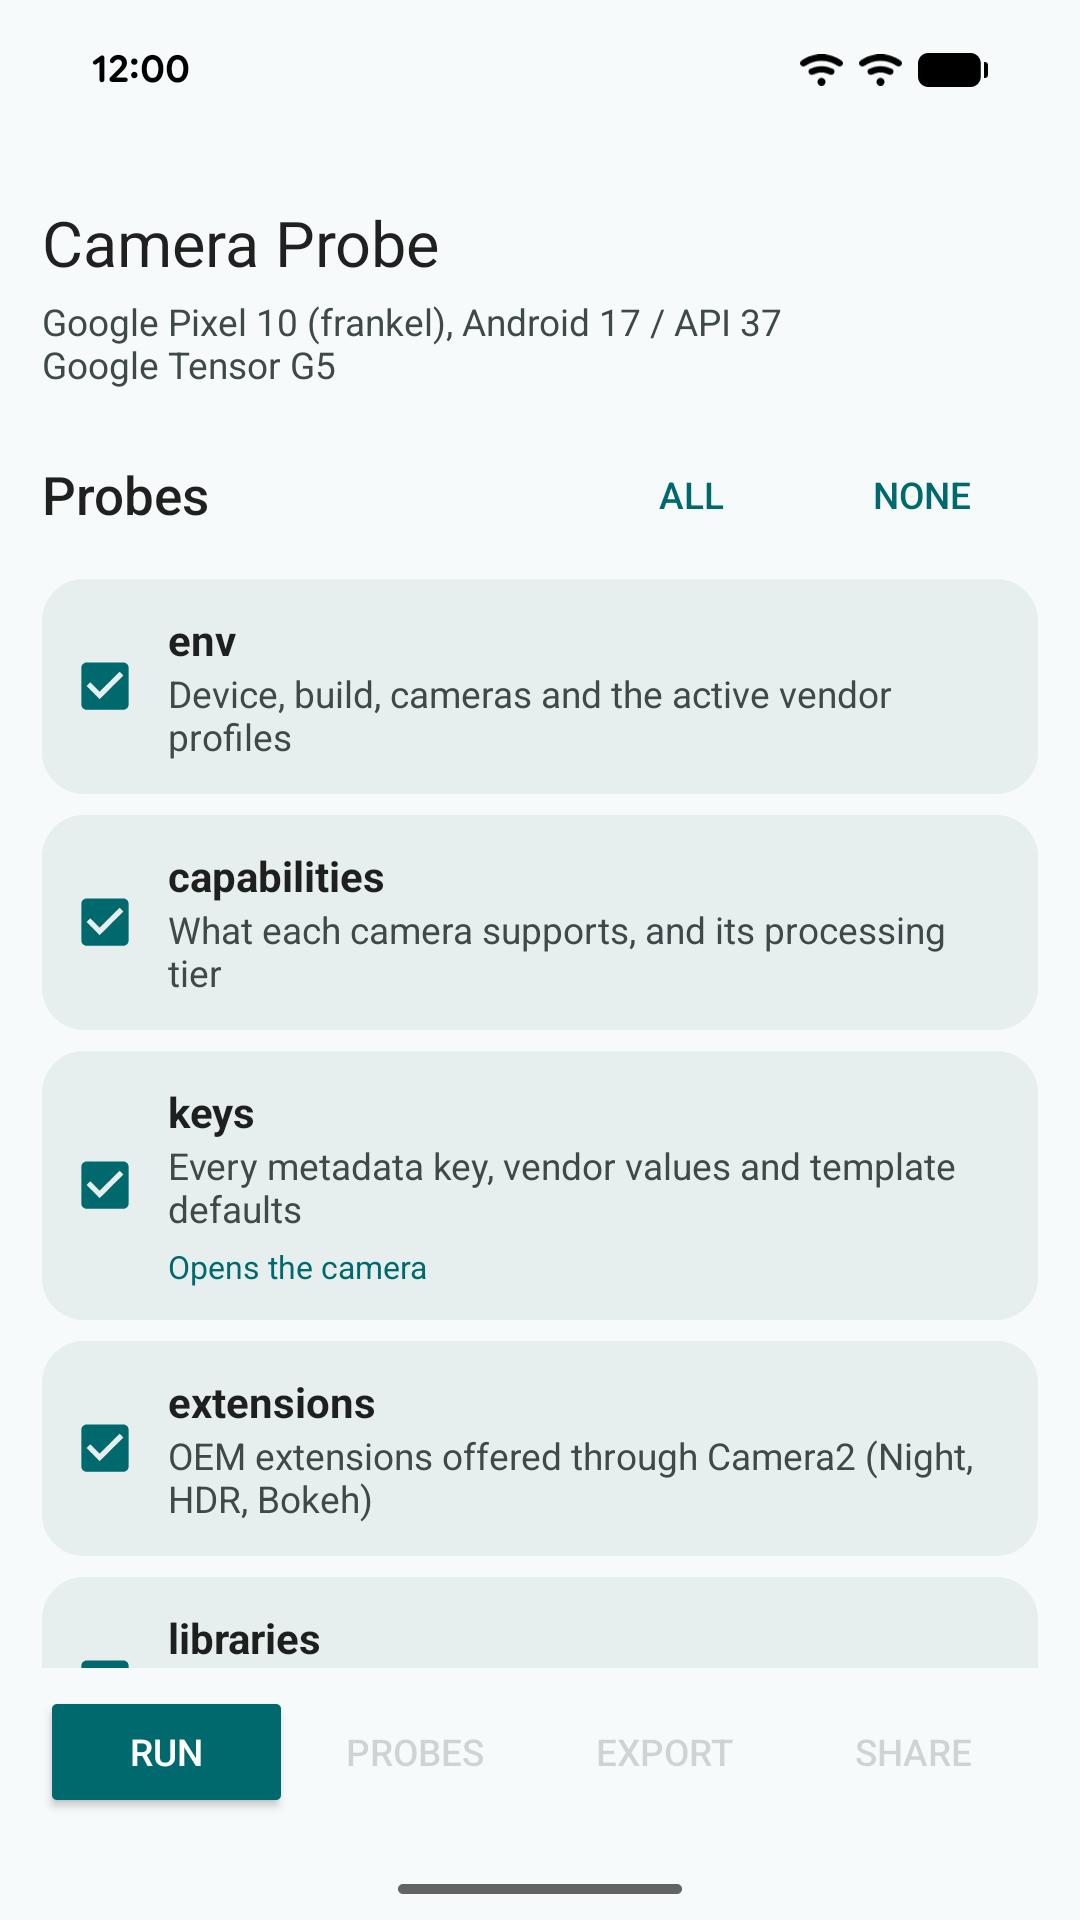 12:00
Camera Probe
Google Pixel 10 (frankel), Android 17 / API 37
Google Tensor G5
Probes
ALL
NONE
env
Device, build, cameras and the active vendor
profiles
capabilities
What each camera supports, and its processing
tier
keys
Every metadata key, vendor values and template
defaults
Opens the camera
extensions
OEM extensions offered through Camera2 (Night,
HDR, Bokeh)
libraries
RUN
PROBES
EXPORT
SHARE